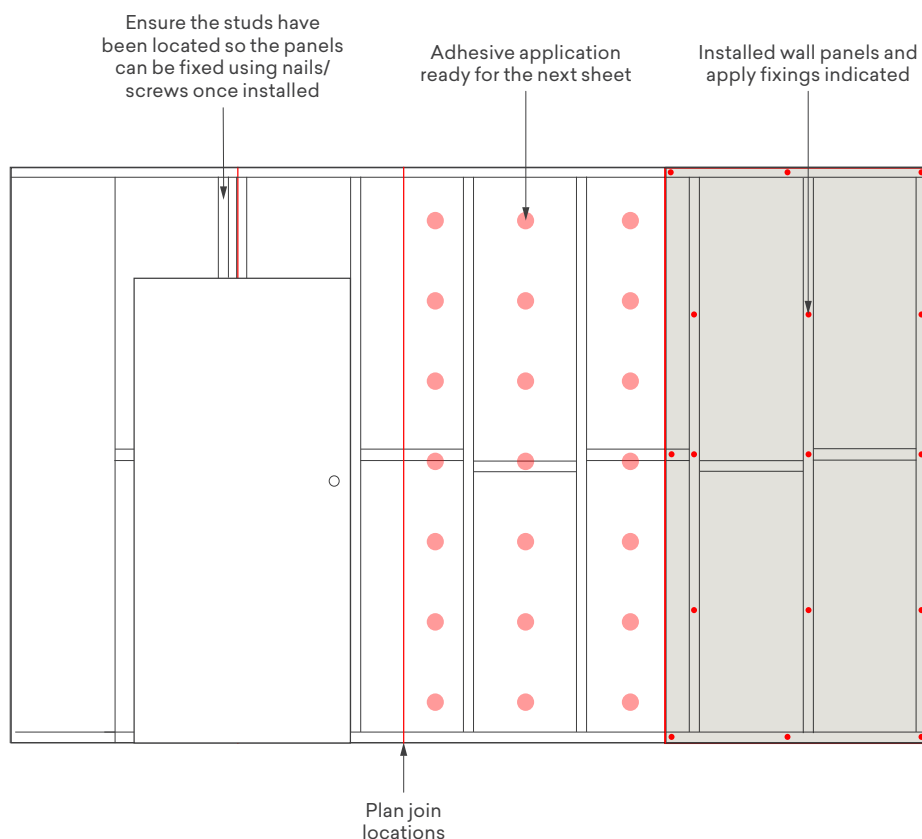 Ensure the studs have
been located so the panels
can be fixed using nails/
screws once installed
Adhesive application
ready for the next sheet
Installed wall panels and
apply fixings indicated
Plan join
locations